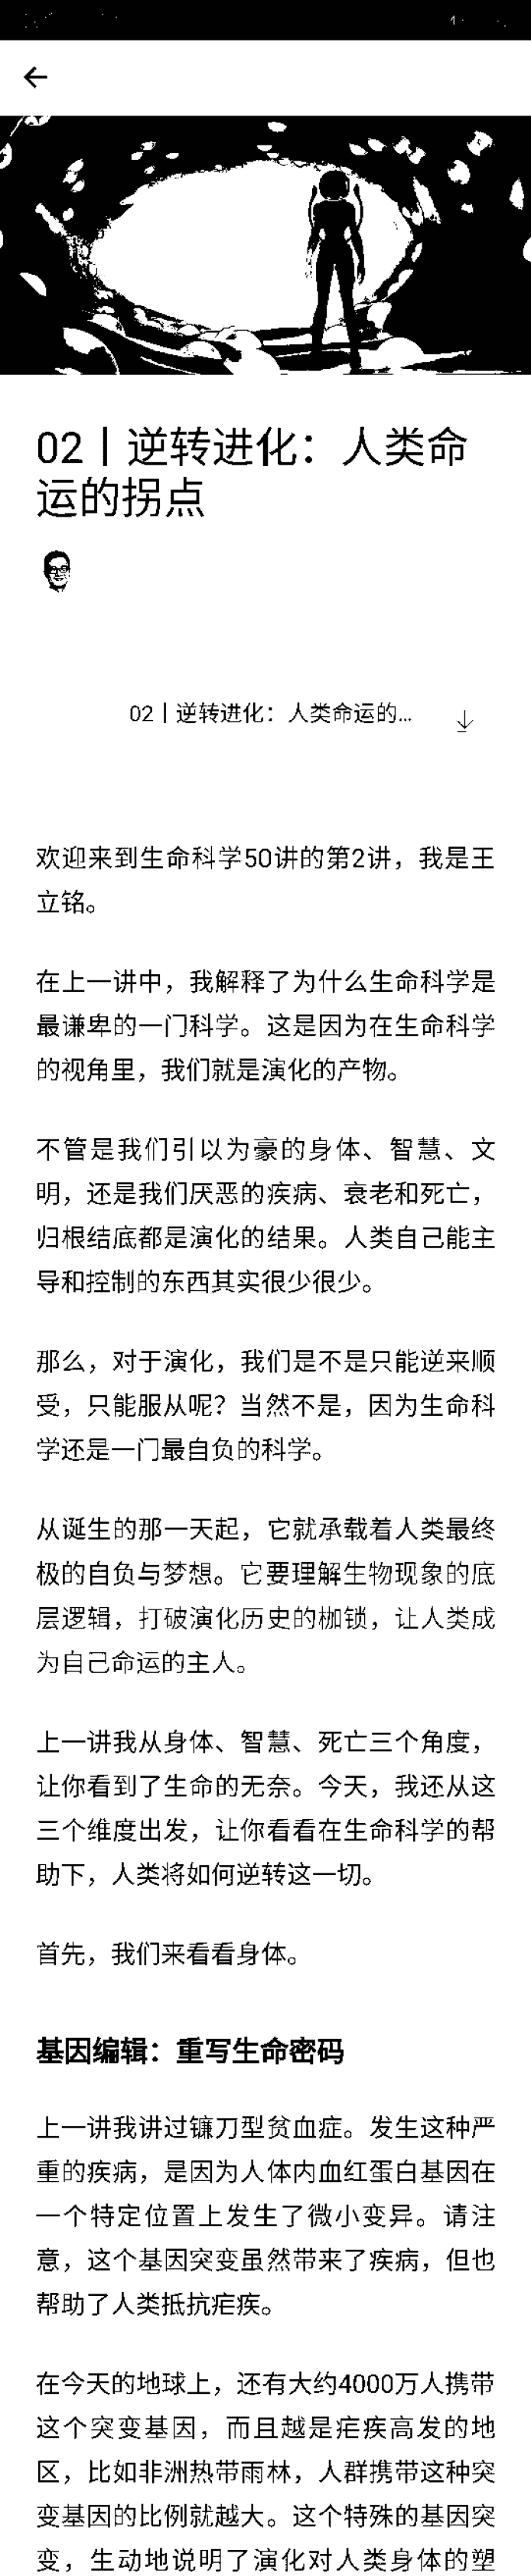 02丨逆转进化：人类命
运的拐点
02丨逆转进化：人类命运的...
欢迎来到生命科学50讲的第2讲，我是王
立铭。
在上一讲中，我解释了为什么生命科学是
最谦卑的一门科学。这是因为在生命科学
的视角里，我们就是演化的产物。
不管是我们引以为豪的身体、智慧、文
明，还是我们厌恶的疾病、衰老和死亡，
归根结底都是演化的结果。人类自己能主
导和控制的东西其实很少很少。
那么，对于演化，我们是不是只能逆来顺
受，只能服从呢？当然不是，因为生命科
学还是一门最自负的科学。
从诞生的那一天起，它就承载着人类最终
极的自负与梦想。它要理解生物现象的底
层逻辑，打破演化历史的枷锁，让人类成
为自己命运的主人。
上一讲我从身体、智慧、死亡三个角度，
让你看到了生命的无奈。今天，我还从这
三个维度出发，让你看看在生命科学的帮
助下，人类将如何逆转这一切。
首先，我们来看看身体。
基因编辑：重写生命密码
上一讲我讲过镰刀型贫血症。发生这种严
重的疾病，是因为人体内血红蛋白基因在
一个特定位置上发生了微小变异。请注
意，这个基因突变虽然带来了疾病，但也
帮助了人类抵抗疟疾。
在今天的地球上，还有大约4000万人携带
这个突变基因，而且越是疟疾高发的地
区，比如非洲热带雨林，人群携带这种突
变基因的比例就越大。这个特殊的基因突
变，生动地说明了演化对人类身体的塑